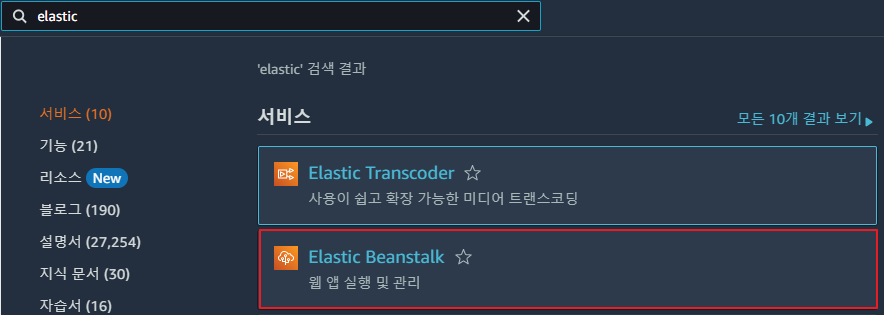 elastic
'elastic' 검색 결과
서비스 (10)
기능 (21)
리소스 New
블로그 (190)
설명서 (27,254)
지식 문서 (30)
자습서 (16)
서비스
모든 10개 결과 보기
Elastic Transcoder
사용이 쉽고 확장 가능한 미디어 트랜스코딩
Elastic Beanstalk
웹 앱 실행 및 관리